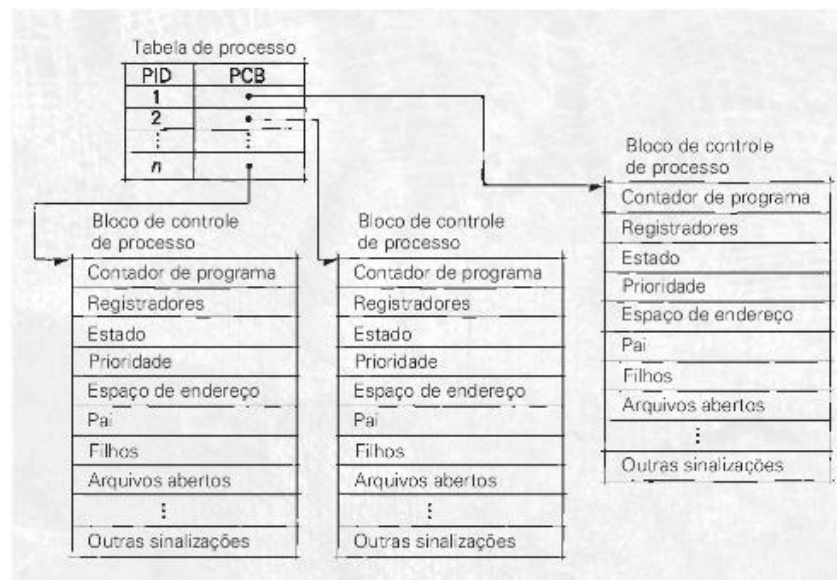 Tabela de processo
PID PCB
1
2
⋮ ⋮
n
Bloco de controle
de processo
Contador de programa
Registradores
Estado
Prioridade
Espaço de endereço
Pai
Filhos
Arquivos abertos
⋮
Outras sinalizações
Bloco de controle
de processo
Contador de programa
Registradores
Estado
Prioridade
Espaço de endereço
Pai
Filhos
Arquivos abertos
⋮
Outras sinalizações
Bloco de controle
de processo
Contador de programa
Registradores
Estado
Prioridade
Espaço de endereço
Pai
Filhos
Arquivos abertos
⋮
Outras sinalizações